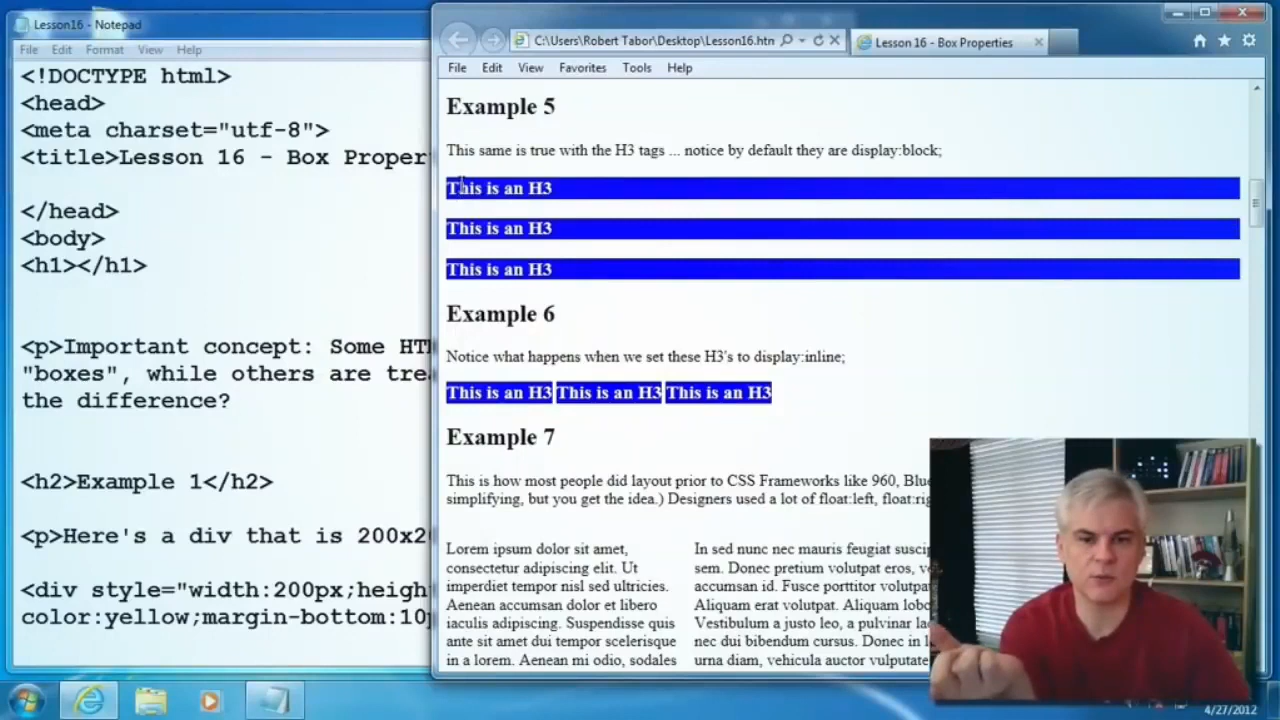 Lesson16 - Notepad
File Edit Format View Help
<!DOCTYPE html>
<head>
<meta charset="utf-8">
<title>Lesson 16 - Box Propert
</head>
<body>
<h1></h1>
<p>Important concept: Some HT
"boxes", while others are tre
the difference?
<h2>Example 1</h2>
<p>Here's a div that is 200x2
<div style="width:200px;heigh
color:yellow;margin-bottom:10
C:\Users\Robert Tabor\Desktop\Lesson16.htn
Lesson 16 - Box Properties
File Edit View Favorites Tools Help
Example 5
This same is true with the H3 tags ... notice by default they are display:block;
This is an H3
This is an H3
This is an H3
Example 6
Notice what happens when we set these H3's to display:inline;
This is an H3 This is an H3 This is an H3
Example 7
This is how most people did layout prior to CSS Frameworks like 960, Blu
simplifying, but you get the idea.) Designers used a lot of float:left, float:rig
Lorem ipsum dolor sit amet,
consectetur adipiscing elit. Ut
imperdiet tempor nisl sed ultricies.
Aenean accumsan dolor et libero
iaculis adipiscing. Suspendisse quis
ante sit amet dui tempor scelerisque
in a lorem. Aenean mi odio, sodales
In sed nunc nec mauris feugiat suscip
sem. Donec pretium volutpat eros, v
accumsan id. Fusce porttitor volutpa
Aliquam erat volutpat. Aliquam lobo
Vestibulum a justo leo, a pulvinar la
nec dui bibendum cursus. Donec in l
urna diam, vehicula auctor vulputate
4/27/2012